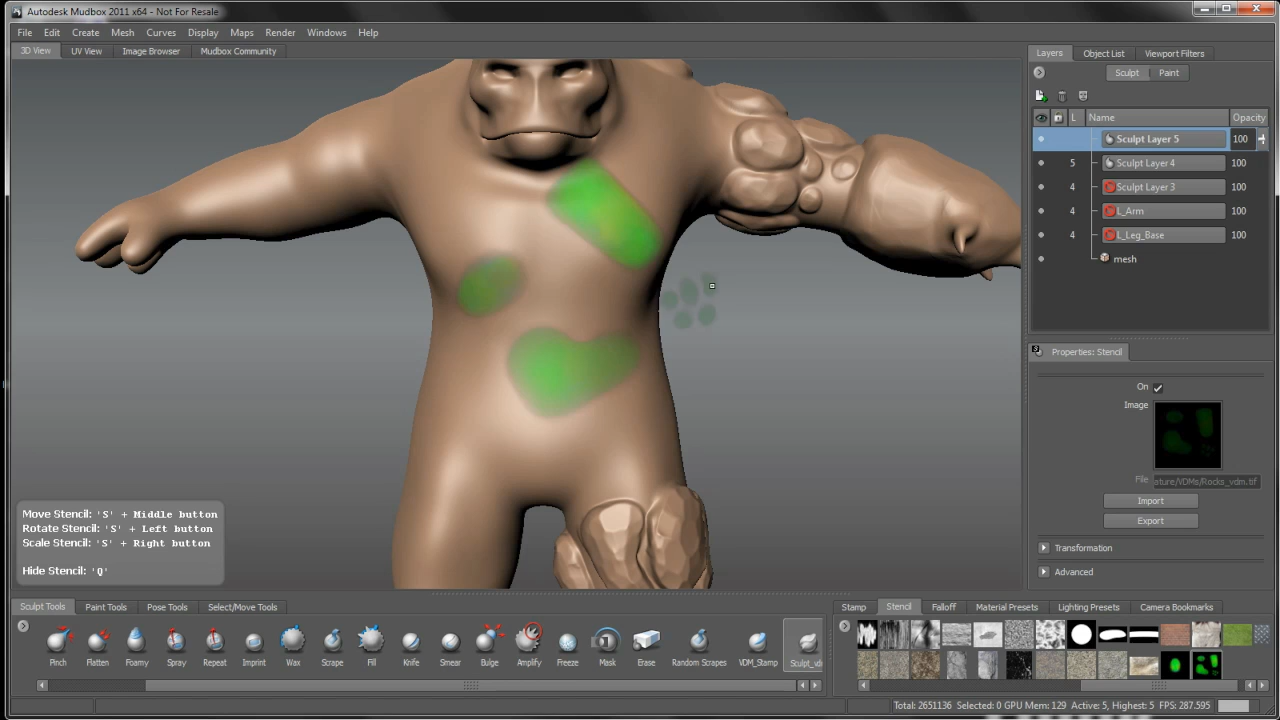 Autodesk Mudbox 2011 x64 - Not For Resale
File Edit Create Mesh Curves Display Maps Render Windows Help
3D View UV View Image Browser Mudbox Community
Layers Object List Viewport Filters
Sculpt Paint
L Name Opacity
Sculpt Layer 5 100
5 Sculpt Layer 4 100
4 Sculpt Layer 3 100
4 L_Arm 100
4 L_Leg_Base 100
mesh
Properties: Stencil
On
Image
File ature/VDMs/Rocks_vdm.tif
Import
Export
Transformation
Advanced
Move Stencil: 'S' + Middle button
Rotate Stencil: 'S' + Left button
Scale Stencil: 'S' + Right button
Hide Stencil: 'Q'
Sculpt Tools Paint Tools Pose Tools Select/Move Tools
Pinch Flatten Foamy Spray Repeat Imprint Wax Scrape Fill Knife Smear Bulge Amplify Freeze Mask Erase Random Scrapes VDM_Stamp Sculpt_vdm
Stamp Stencil Falloff Material Presets Lighting Presets Camera Bookmarks
Total: 2651136 Selected: 0 GPU Mem: 129 Active: 5, Highest: 5 FPS: 287.595